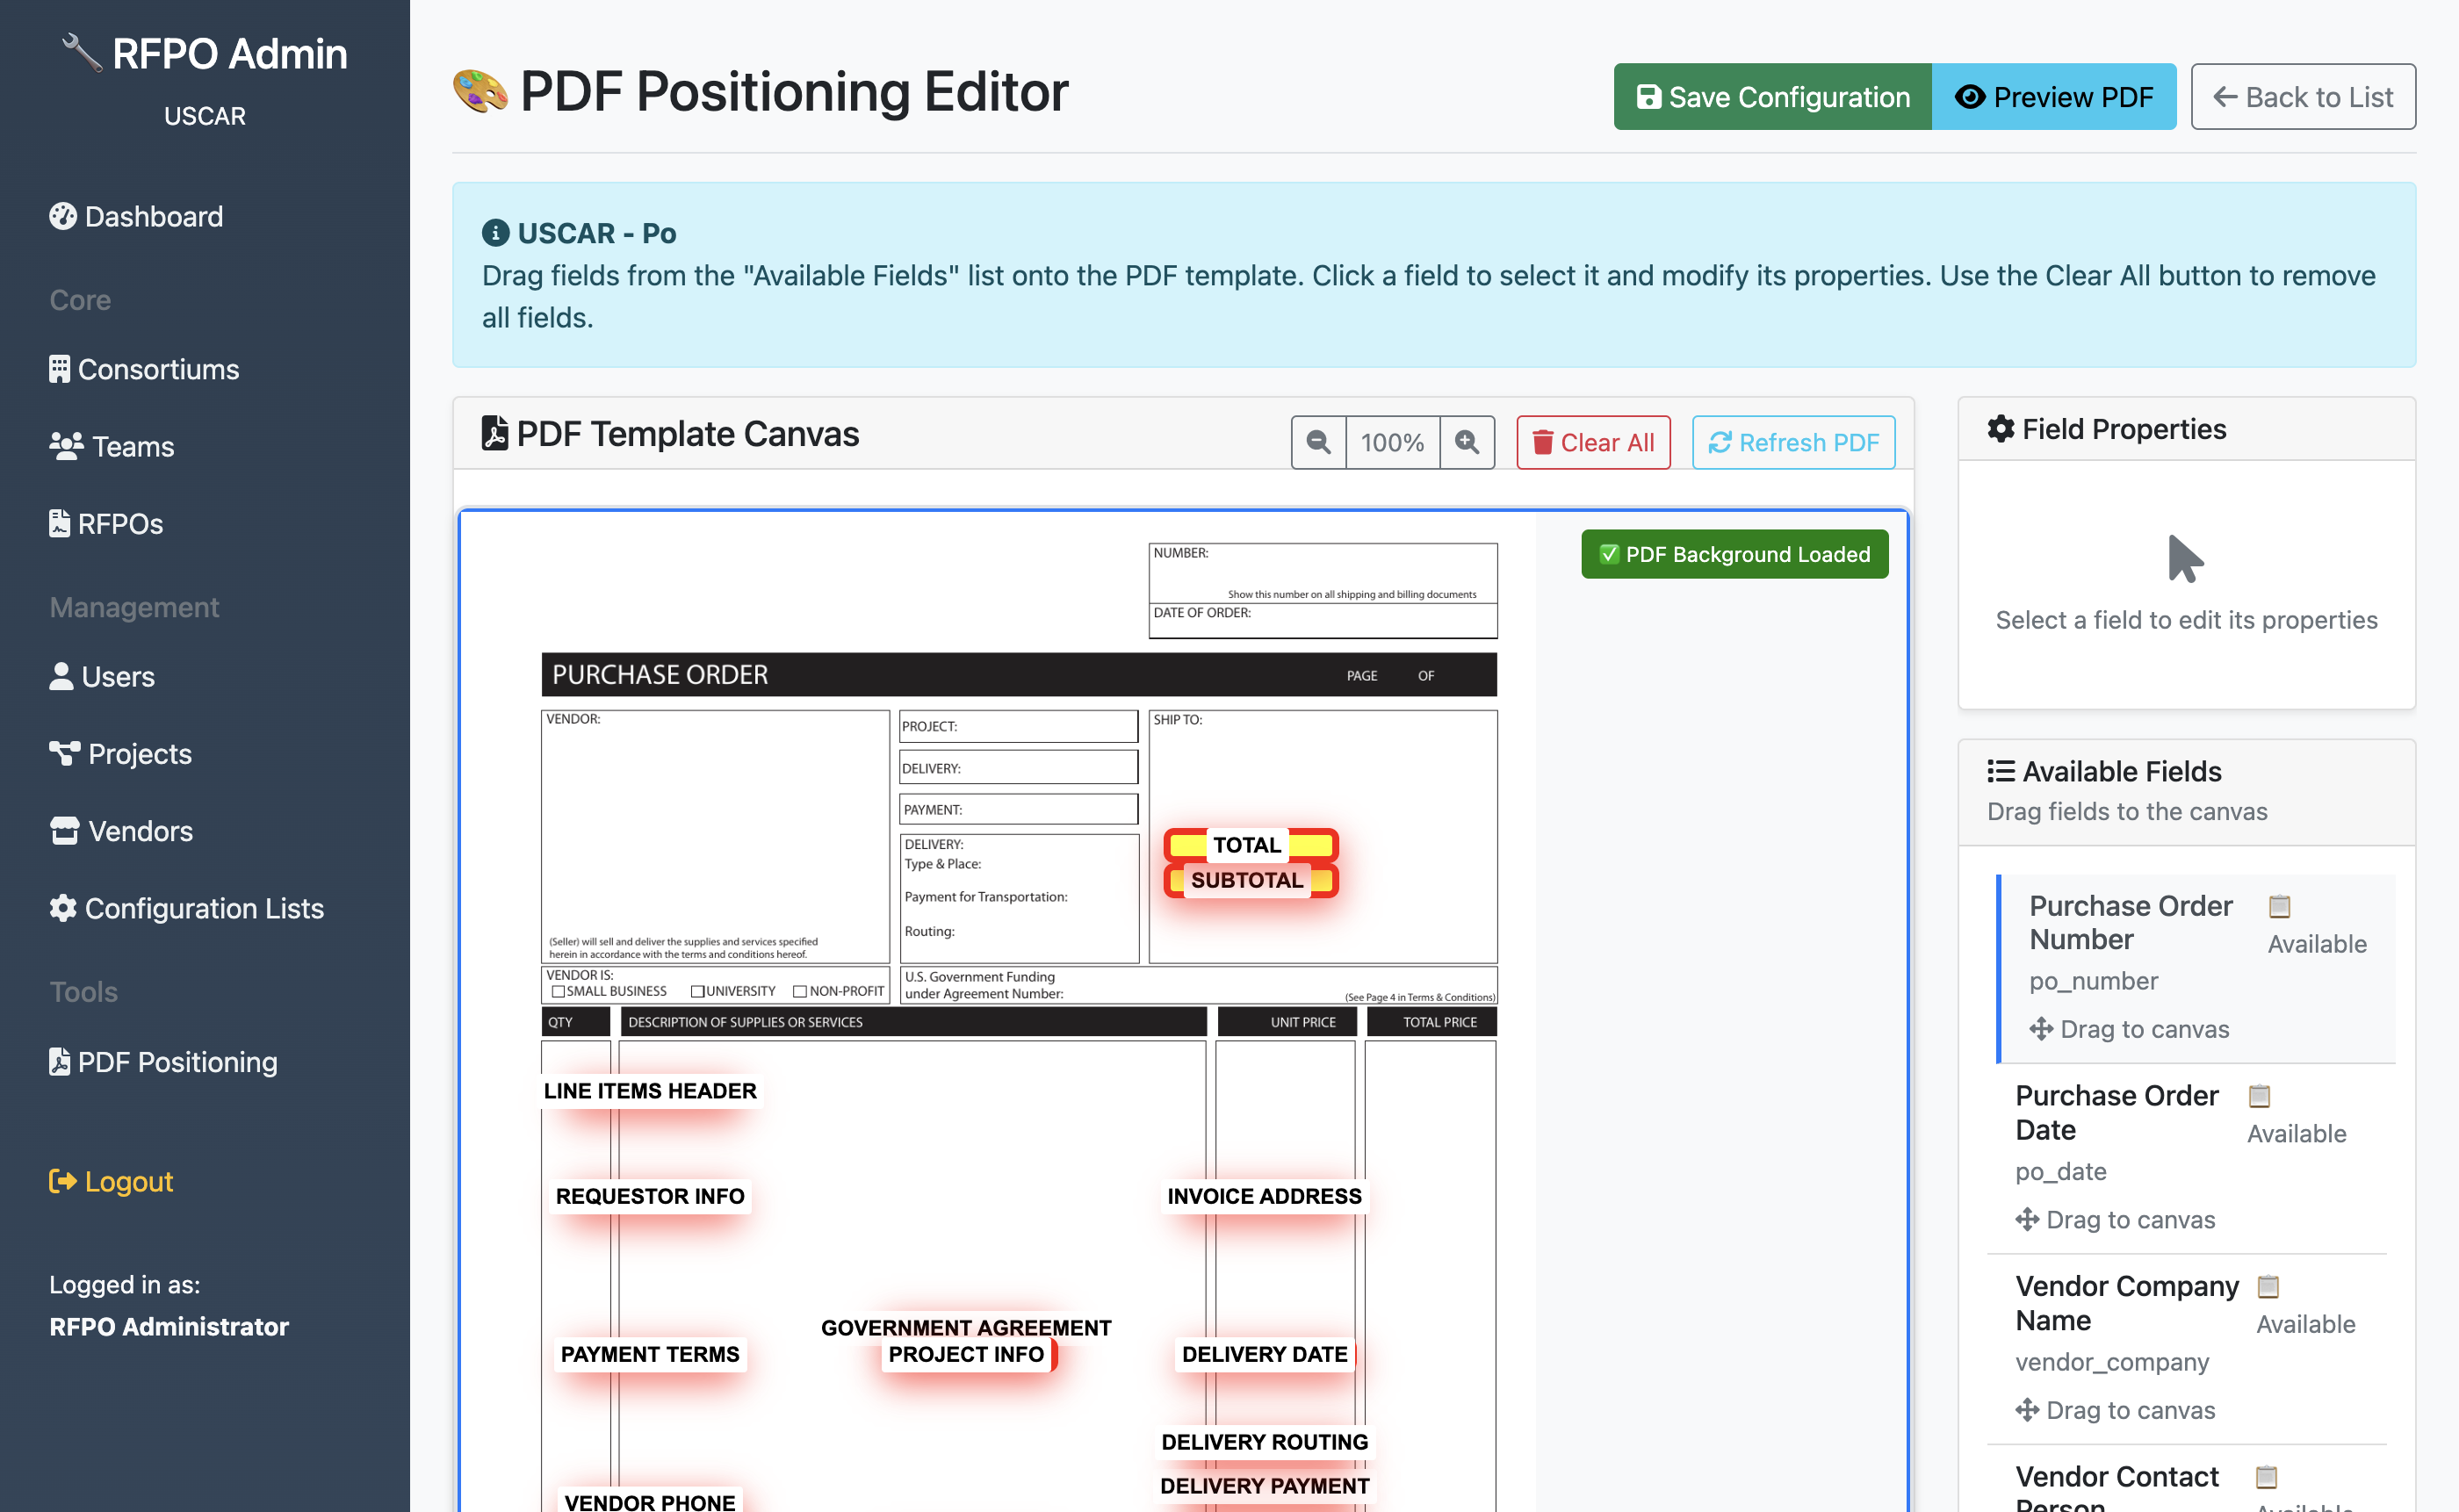 RFPO Admin
USCAR
Dashboard
Core
Consortiums
Teams
RFPOs
Management
Users
Projects
Vendors
Configuration Lists
Tools
PDF Positioning
Logout
Logged in as:
RFPO Administrator
PDF Positioning Editor
Save Configuration
Preview PDF
Back to List
USCAR - Po
Drag fields from the "Available Fields" list onto the PDF template. Click a field to select it and modify its properties. Use the Clear All button to remove
all fields.
PDF Template Canvas
100%
Clear All
Refresh PDF
PDF Background Loaded
NUMBER:
Show this number on all shipping and billing documents
DATE OF ORDER:
PURCHASE ORDER
PAGE OF
VENDOR:
(Seller) will sell and deliver the supplies and services specified
herein in accordance with the terms and conditions hereof.
PROJECT:
DELIVERY:
PAYMENT:
DELIVERY:
Type & Place:
Payment for Transportation:
Routing:
SHIP TO:
TOTAL
SUBTOTAL
VENDOR IS:
SMALL BUSINESS UNIVERSITY NON-PROFIT
U.S. Government Funding
under Agreement Number:
(See Page 4 in Terms & Conditions)
QTY DESCRIPTION OF SUPPLIES OR SERVICES UNIT PRICE TOTAL PRICE
LINE ITEMS HEADER
REQUESTOR INFO
INVOICE ADDRESS
GOVERNMENT AGREEMENT
PAYMENT TERMS
PROJECT INFO
DELIVERY DATE
DELIVERY ROUTING
DELIVERY PAYMENT
VENDOR PHONE
Field Properties
Select a field to edit its properties
Available Fields
Drag fields to the canvas
Purchase Order
Number
Available
po_number
Drag to canvas
Purchase Order
Date
Available
po_date
Drag to canvas
Vendor Company
Name
Available
vendor_company
Drag to canvas
Vendor Contact
Person
Available